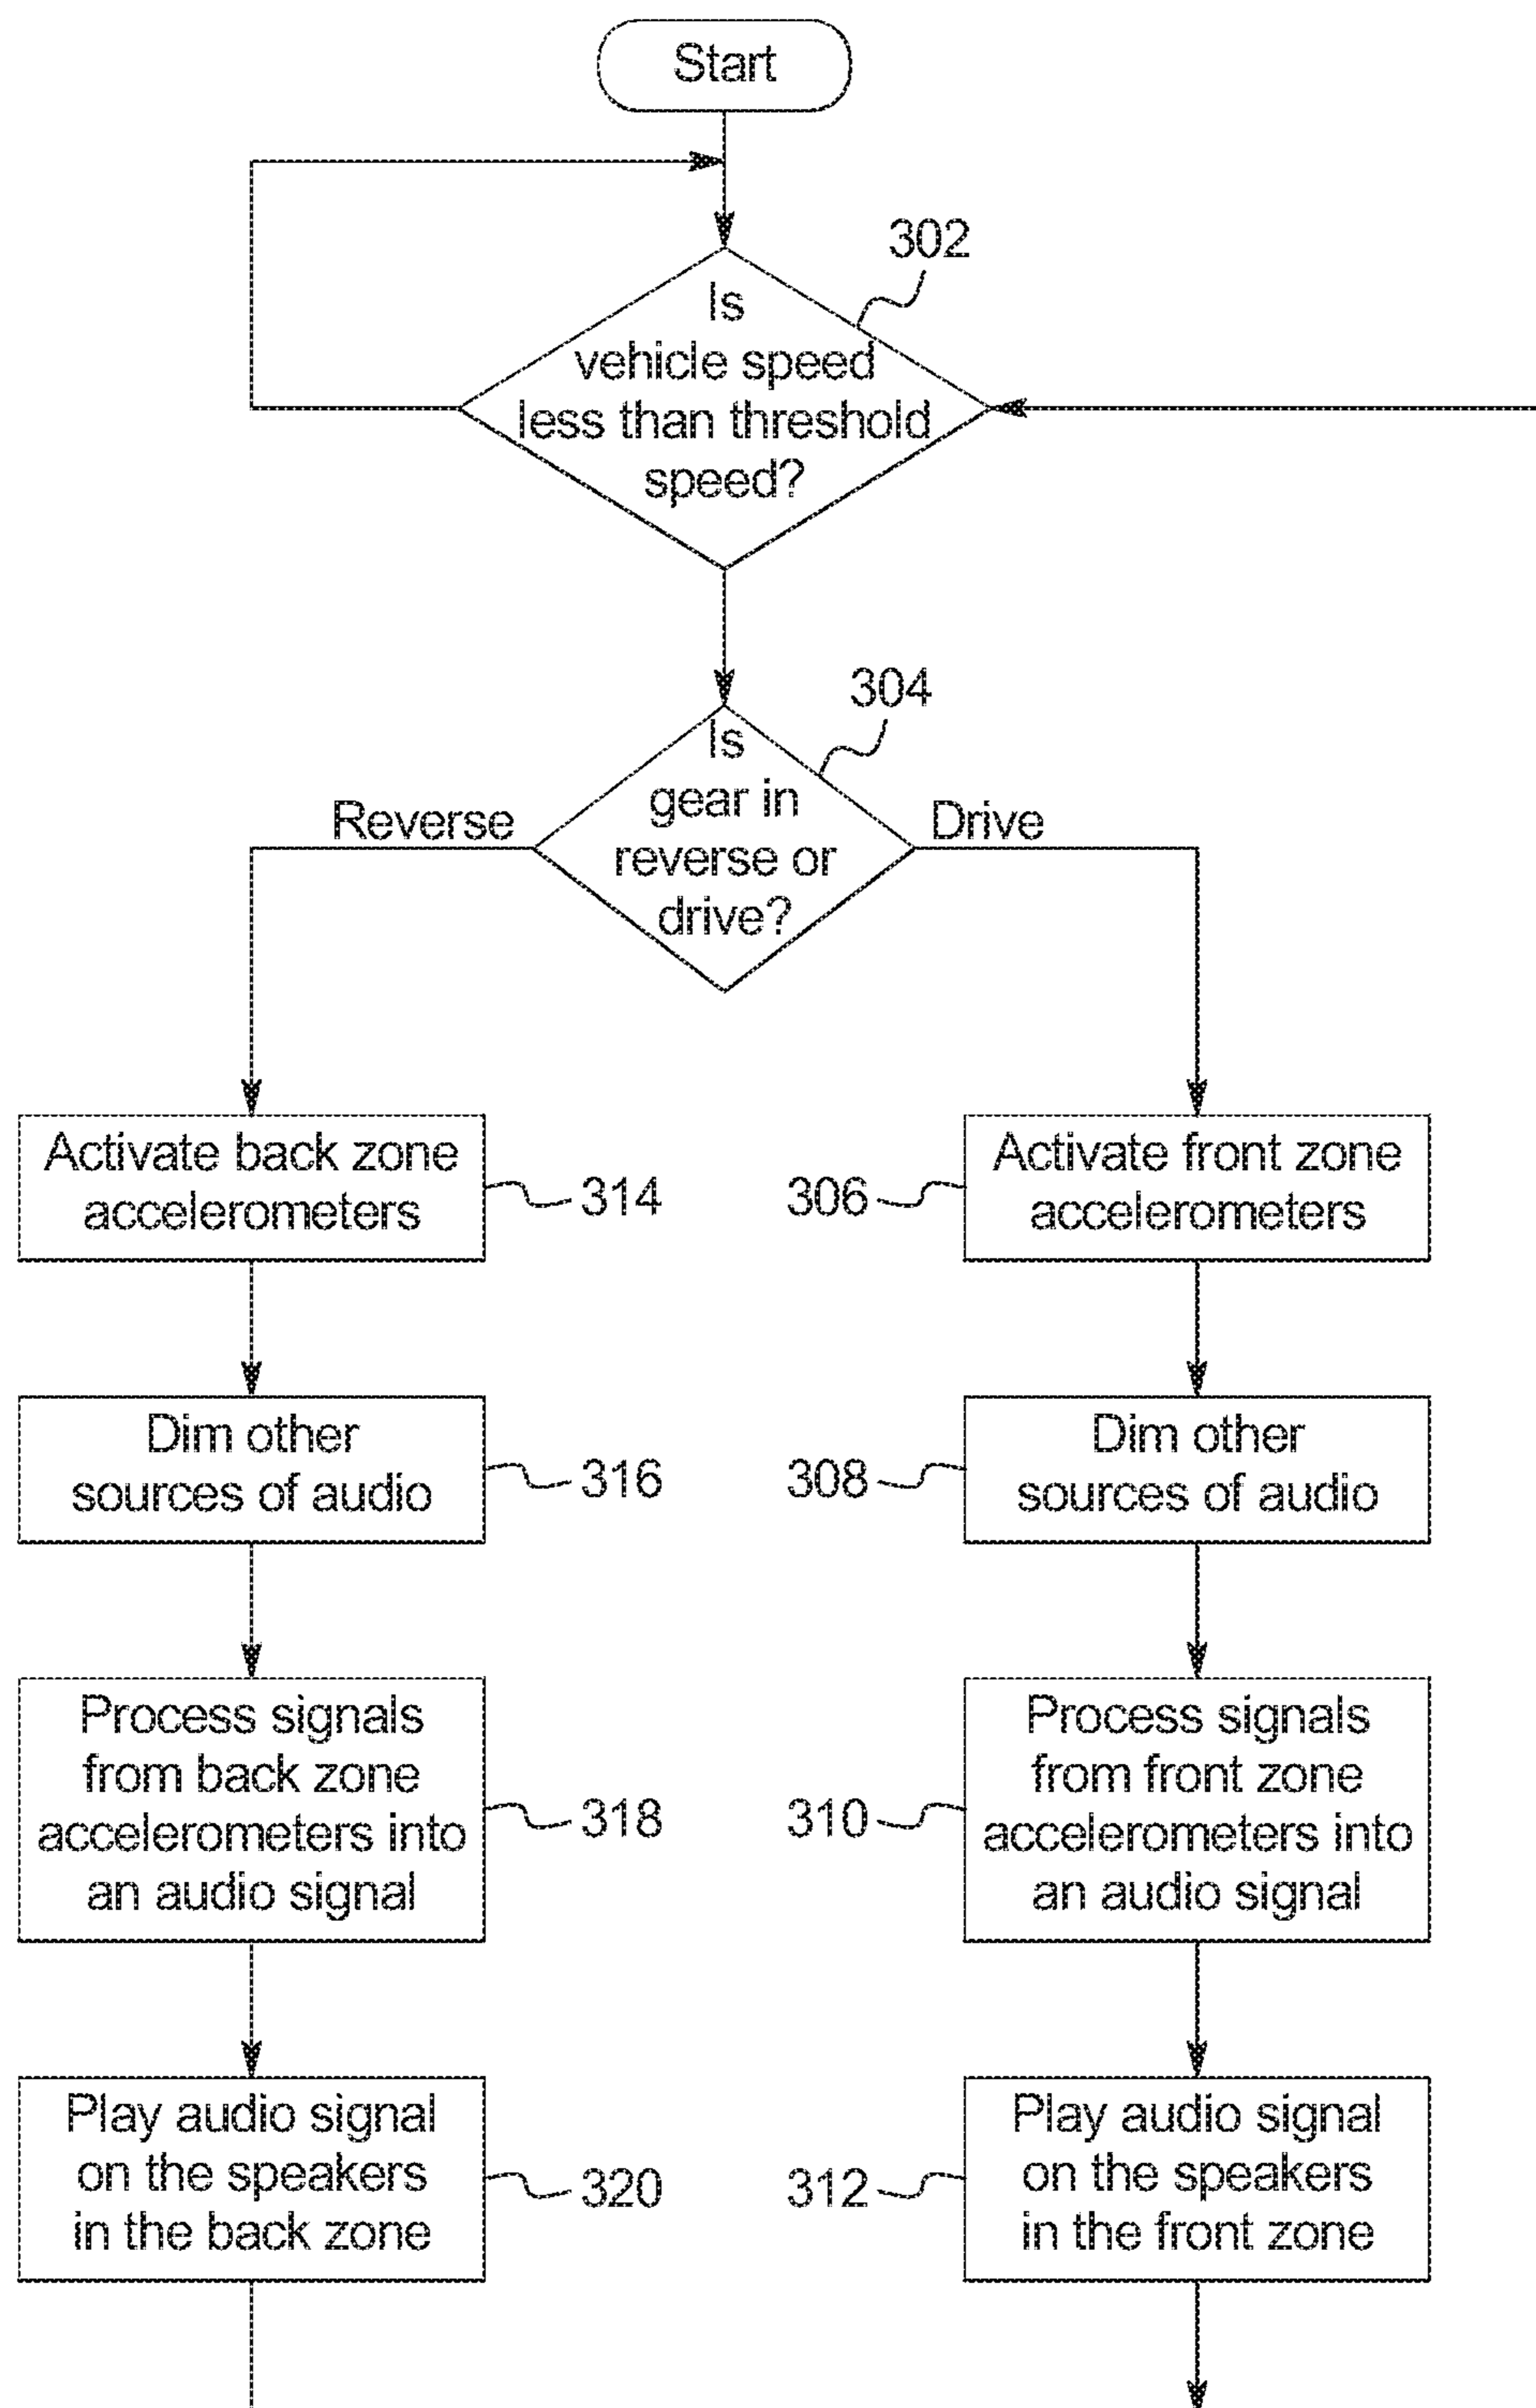 Start
302
Is
vehicle speed
less than threshold
speed?
304
Is
gear in
reverse or
drive?
Reverse
Drive
Activate back zone
accelerometers
314
306
Activate front zone
accelerometers
Dim other
sources of audio
316
308
Dim other
sources of audio
Process signals
from back zone
accelerometers into
an audio signal
318
310
Process signals
from front zone
accelerometers into
an audio signal
Play audio signal
on the speakers
in the back zone
320
312
Play audio signal
on the speakers
in the front zone